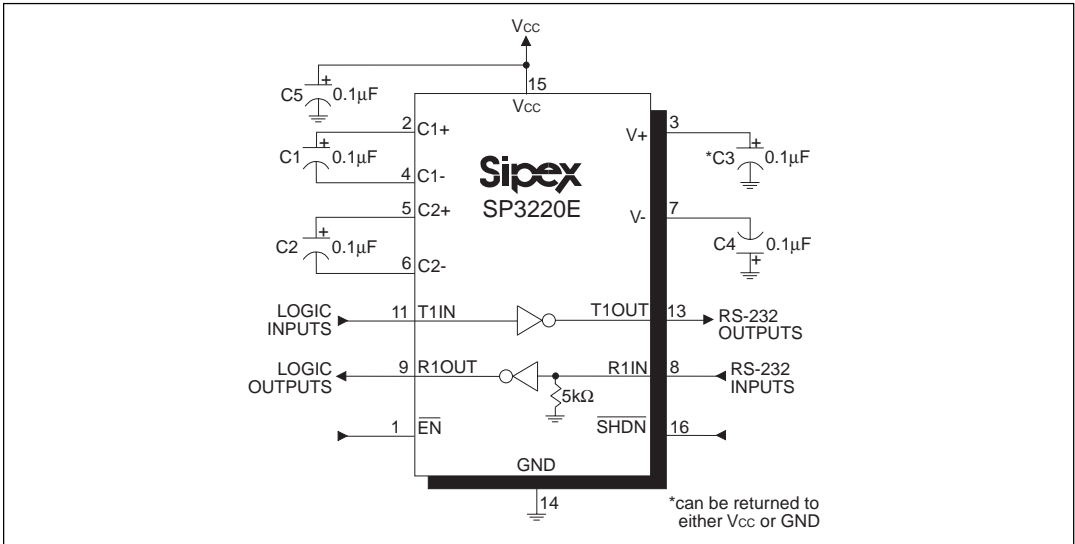 VCC
15
VCC
C5
+
0.1µF
2
C1+
C1
+
0.1µF
4
C1-
5
C2+
C2
+
0.1µF
6
C2-
Sipex
SP3220E
V+
3
*C3
+
0.1µF
V-
7
C4
0.1µF
+
LOGIC
INPUTS
11
T1IN
T1OUT
13
RS-232
OUTPUTS
LOGIC
OUTPUTS
9
R1OUT
R1IN
8
RS-232
INPUTS
5kΩ
1
EN
SHDN
16
GND
14
*can be returned to
either VCC or GND